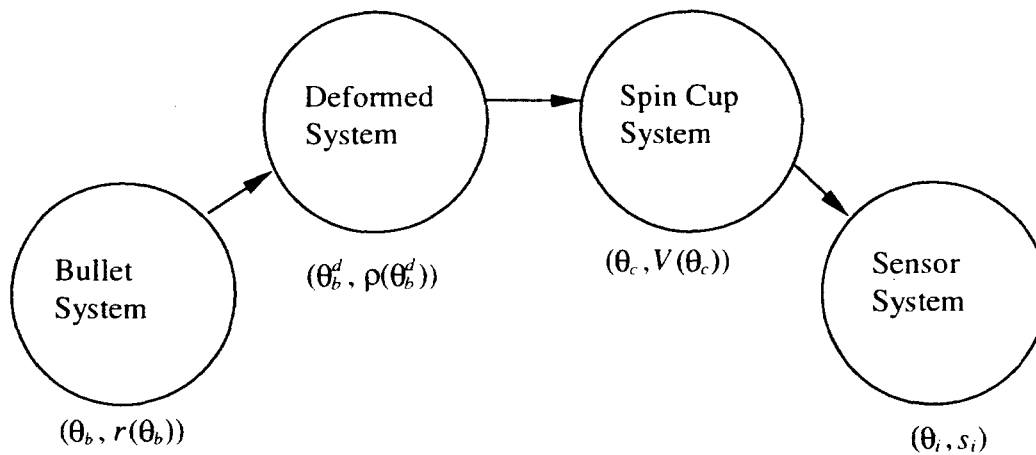 Deformed
System
Spin Cup
System
Bullet
System
Sensor
System
(θ_b^d, ρ(θ_b^d))
(θ_c, V(θ_c))
(θ_b, r(θ_b))
(θ_i, s_i)